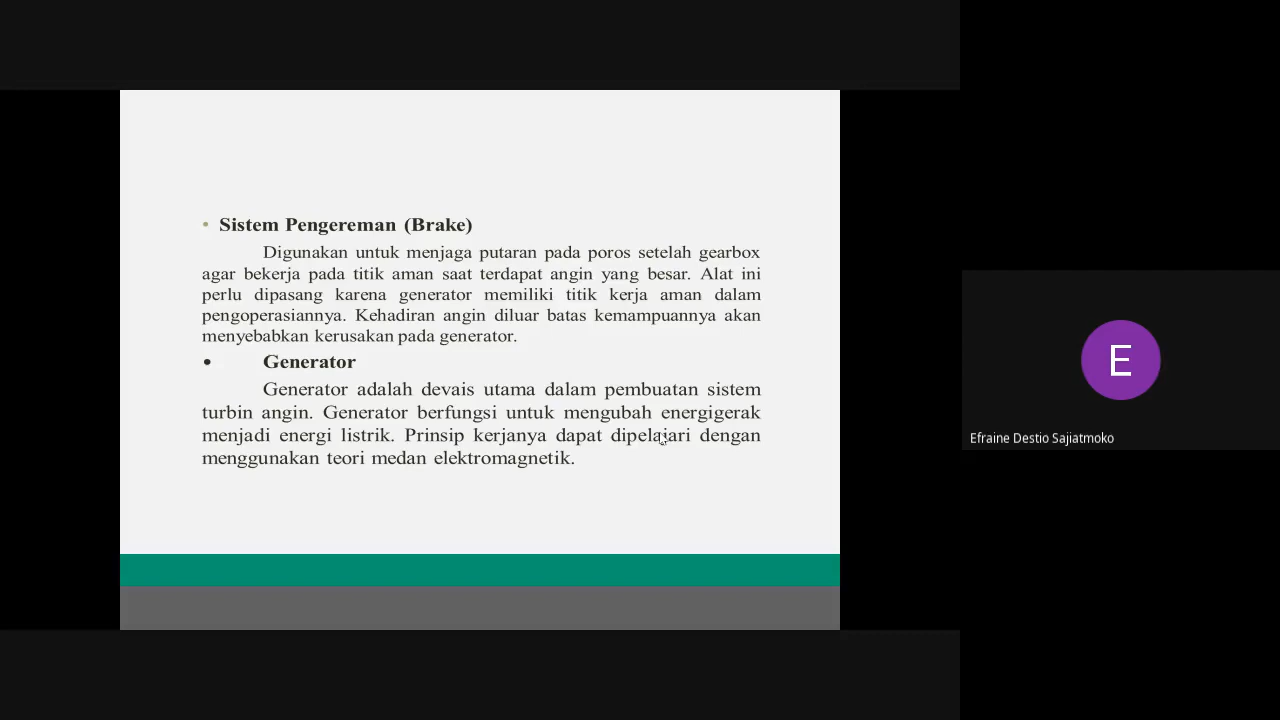 • Sistem Pengereman (Brake)
Digunakan untuk menjaga putaran pada poros setelah gearbox
agar bekerja pada titik aman saat terdapat angin yang besar. Alat ini
perlu dipasang karena generator memiliki titik kerja aman dalam
pengoperasiannya. Kehadiran angin diluar batas kemampuannya akan
menyebabkan kerusakan pada generator.
• Generator
Generator adalah devais utama dalam pembuatan sistem
turbin angin. Generator berfungsi untuk mengubah energigerak
menjadi energi listrik. Prinsip kerjanya dapat dipelajari dengan
menggunakan teori medan elektromagnetik.
E
Efraine Destio Sajiatmoko